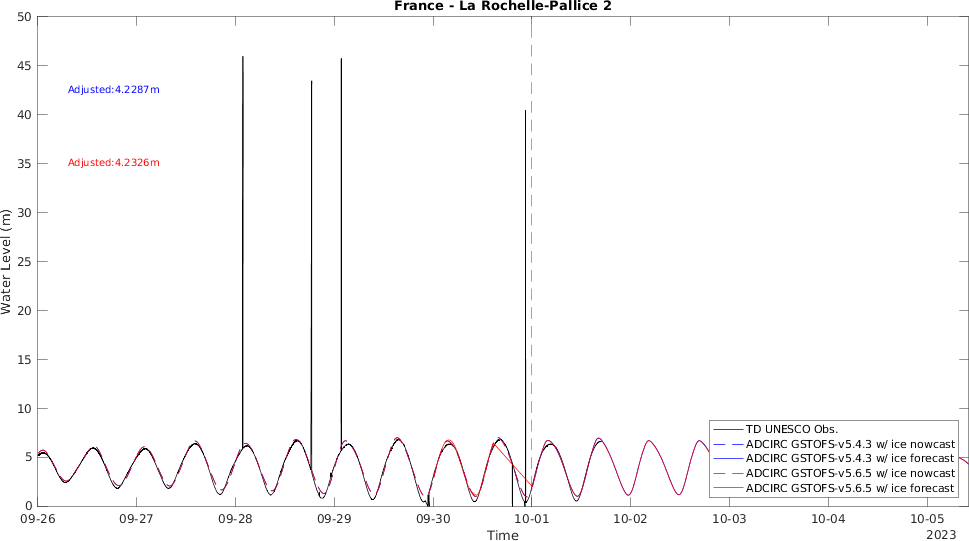 France - La Rochelle-Pallice 2
50
45
40
35
30
25
20
15
10
5
0
Water Level (m)
Adjusted:4.2287m
Adjusted:4.2326m
TD UNESCO Obs.
ADCIRC GSTOFS-v5.4.3 w/ ice nowcast
ADCIRC GSTOFS-v5.4.3 w/ ice forecast
ADCIRC GSTOFS-v5.6.5 w/ ice nowcast
ADCIRC GSTOFS-v5.6.5 w/ ice forecast
09-26 09-27 09-28 09-29 09-30 10-01 10-02 10-03 10-04 10-05
Time
2023